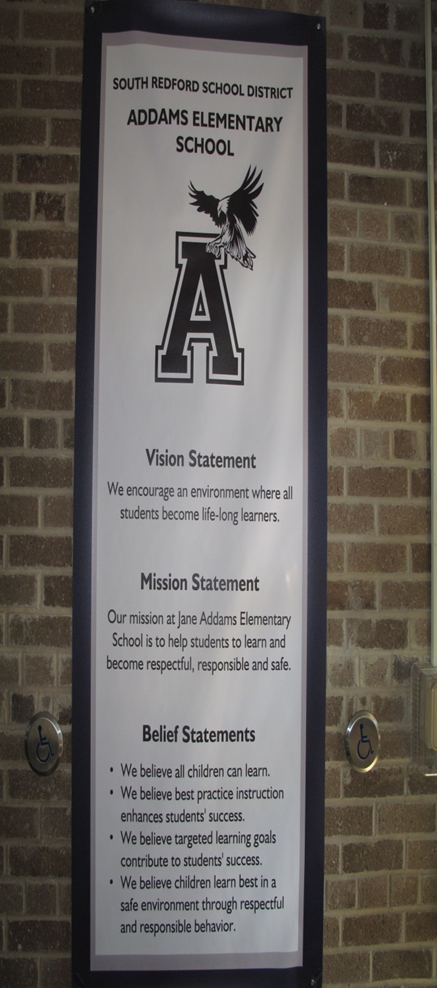 SOUTH REDFORD SCHOOL DISTRICT
ADDAMS ELEMENTARY
SCHOOL
A
Vision Statement
We encourage an environment where all
students become life-long learners.
Mission Statement
Our mission at Jane Addams Elementary
School is to help students to learn and
become respectful, responsible and safe.
Belief Statements
• We believe all children can learn.
• We believe best practice instruction
enhances students' success.
• We believe targeted learning goals
contribute to students' success.
• We believe children learn best in a
safe environment through respectful
and responsible behavior.